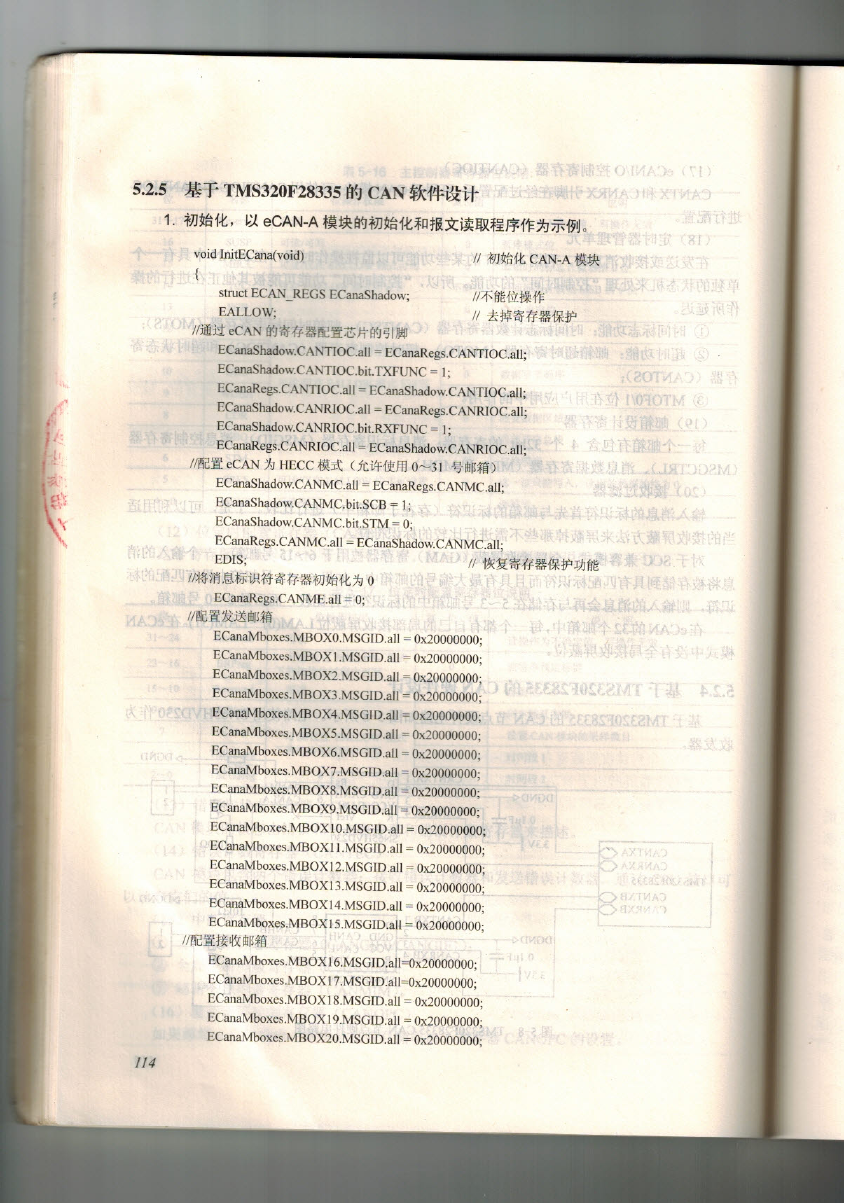 5.2.5 基于 TMS320F28335 的 CAN 软件设计
1. 初始化，以 eCAN-A 模块的初始化和报文读取程序作为示例。
void InitECana(void) // 初始化 CAN-A 模块
{
struct ECAN_REGS ECanaShadow; //不能位操作
EALLOW; // 去掉寄存器保护
//通过 eCAN 的寄存器配置芯片的引脚
ECanaShadow.CANTIOC.all = ECanaRegs.CANTIOC.all;
ECanaShadow.CANTIOC.bit.TXFUNC = 1;
ECanaRegs.CANTIOC.all = ECanaShadow.CANTIOC.all;
ECanaShadow.CANRIOC.all = ECanaRegs.CANRIOC.all;
ECanaShadow.CANRIOC.bit.RXFUNC = 1;
ECanaRegs.CANRIOC.all = ECanaShadow.CANRIOC.all;
//配置 eCAN 为 HECC 模式（允许使用 0～31 号邮箱）
ECanaShadow.CANMC.all = ECanaRegs.CANMC.all;
ECanaShadow.CANMC.bit.SCB = 1;
ECanaShadow.CANMC.bit.STM = 0;
ECanaRegs.CANMC.all = ECanaShadow.CANMC.all;
EDIS; // 恢复寄存器保护功能
//将消息标识符寄存器初始化为 0
ECanaRegs.CANME.all = 0;
//配置发送邮箱
ECanaMboxes.MBOX0.MSGID.all = 0x20000000;
ECanaMboxes.MBOX1.MSGID.all = 0x20000000;
ECanaMboxes.MBOX2.MSGID.all = 0x20000000;
ECanaMboxes.MBOX3.MSGID.all = 0x20000000;
ECanaMboxes.MBOX4.MSGID.all = 0x20000000;
ECanaMboxes.MBOX5.MSGID.all = 0x20000000;
ECanaMboxes.MBOX6.MSGID.all = 0x20000000;
ECanaMboxes.MBOX7.MSGID.all = 0x20000000;
ECanaMboxes.MBOX8.MSGID.all = 0x20000000;
ECanaMboxes.MBOX9.MSGID.all = 0x20000000;
ECanaMboxes.MBOX10.MSGID.all = 0x20000000;
ECanaMboxes.MBOX11.MSGID.all = 0x20000000;
ECanaMboxes.MBOX12.MSGID.all = 0x20000000;
ECanaMboxes.MBOX13.MSGID.all = 0x20000000;
ECanaMboxes.MBOX14.MSGID.all = 0x20000000;
ECanaMboxes.MBOX15.MSGID.all = 0x20000000;
//配置接收邮箱
ECanaMboxes.MBOX16.MSGID.all=0x20000000;
ECanaMboxes.MBOX17.MSGID.all=0x20000000;
ECanaMboxes.MBOX18.MSGID.all = 0x20000000;
ECanaMboxes.MBOX19.MSGID.all = 0x20000000;
ECanaMboxes.MBOX20.MSGID.all = 0x20000000;
114